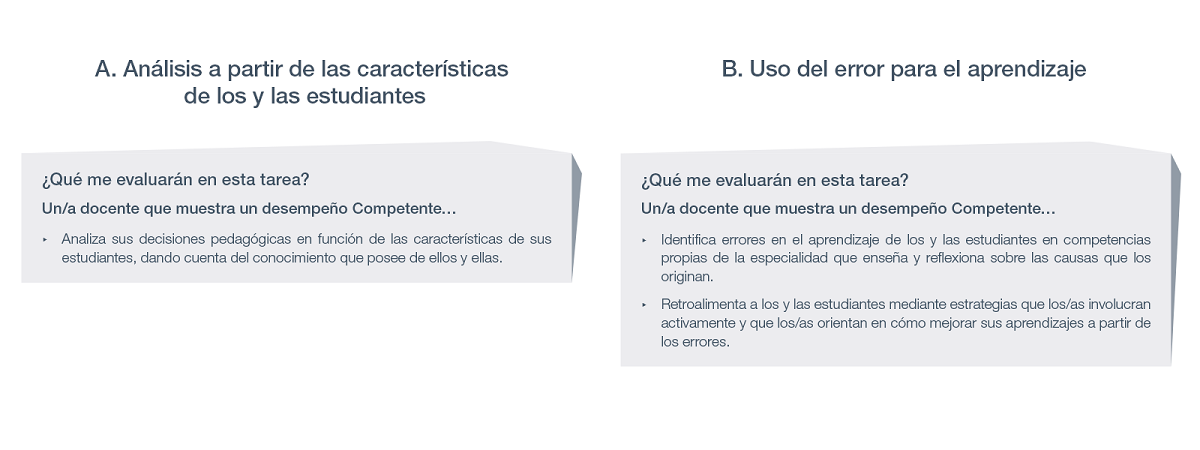 A. Análisis a partir de las características
de los y las estudiantes
¿Qué me evaluarán en esta tarea?
Un/a docente que muestra un desempeño Competente…
‣ Analiza sus decisiones pedagógicas en función de las características de sus
estudiantes, dando cuenta del conocimiento que posee de ellos y ellas.
B. Uso del error para el aprendizaje
¿Qué me evaluarán en esta tarea?
Un/a docente que muestra un desempeño Competente…
‣ Identifica errores en el aprendizaje de los y las estudiantes en competencias
propias de la especialidad que enseña y reflexiona sobre las causas que los
originan.
‣ Retroalimenta a los y las estudiantes mediante estrategias que los/as involucran
activamente y que los/as orientan en cómo mejorar sus aprendizajes a partir de
los errores.